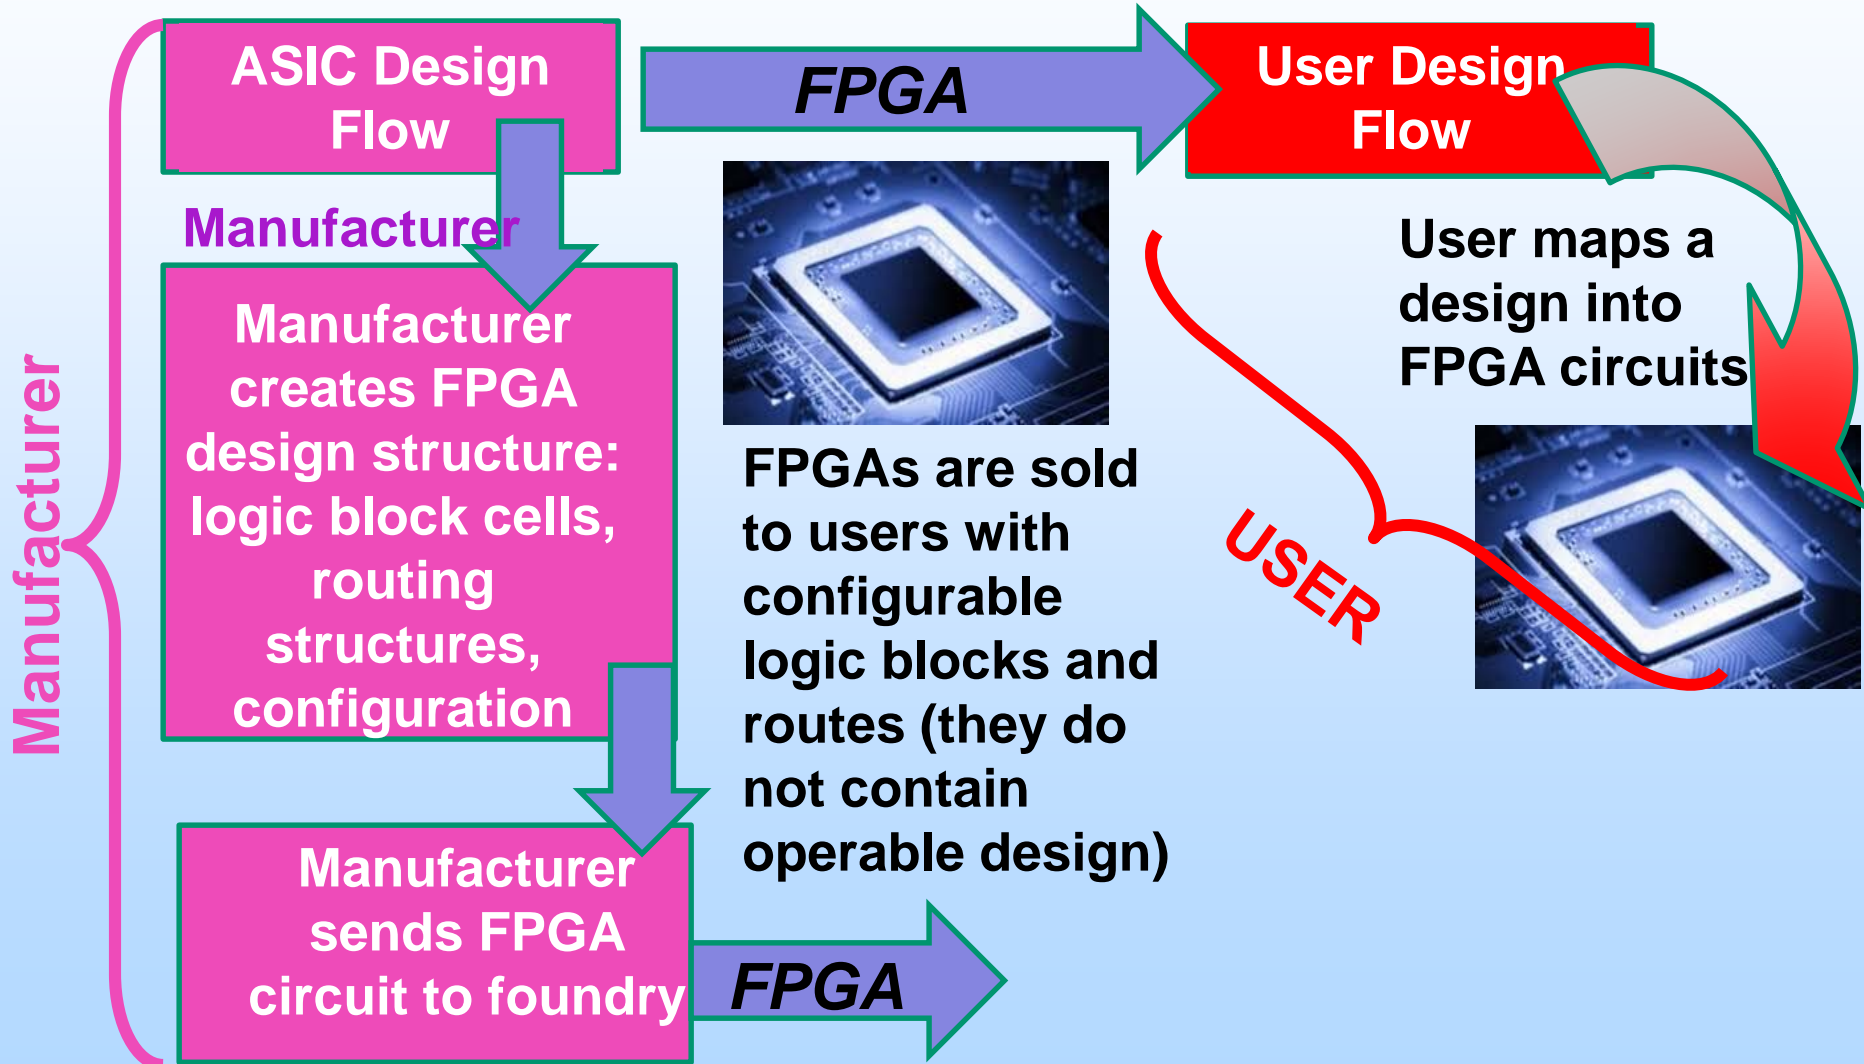 ASIC Design
Flow
FPGA
User Design
Flow
Manufacturer
Manufacturer
Manufacturer
creates FPGA
design structure:
logic block cells,
routing
structures,
configuration
Manufacturer
sends FPGA
circuit to foundry
FPGA
FPGAs are sold
to users with
configurable
logic blocks and
routes (they do
not contain
operable design)
USER
User maps a
design into
FPGA circuits